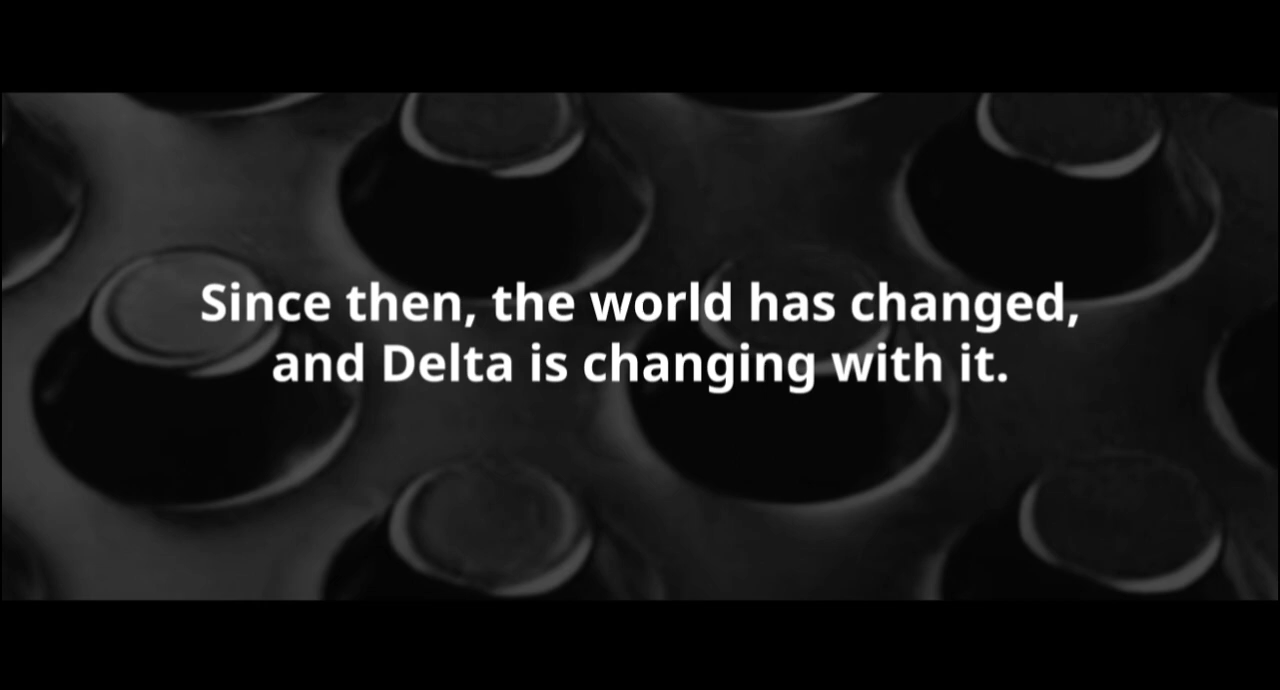 Since then, the world has changed,
and Delta is changing with it.